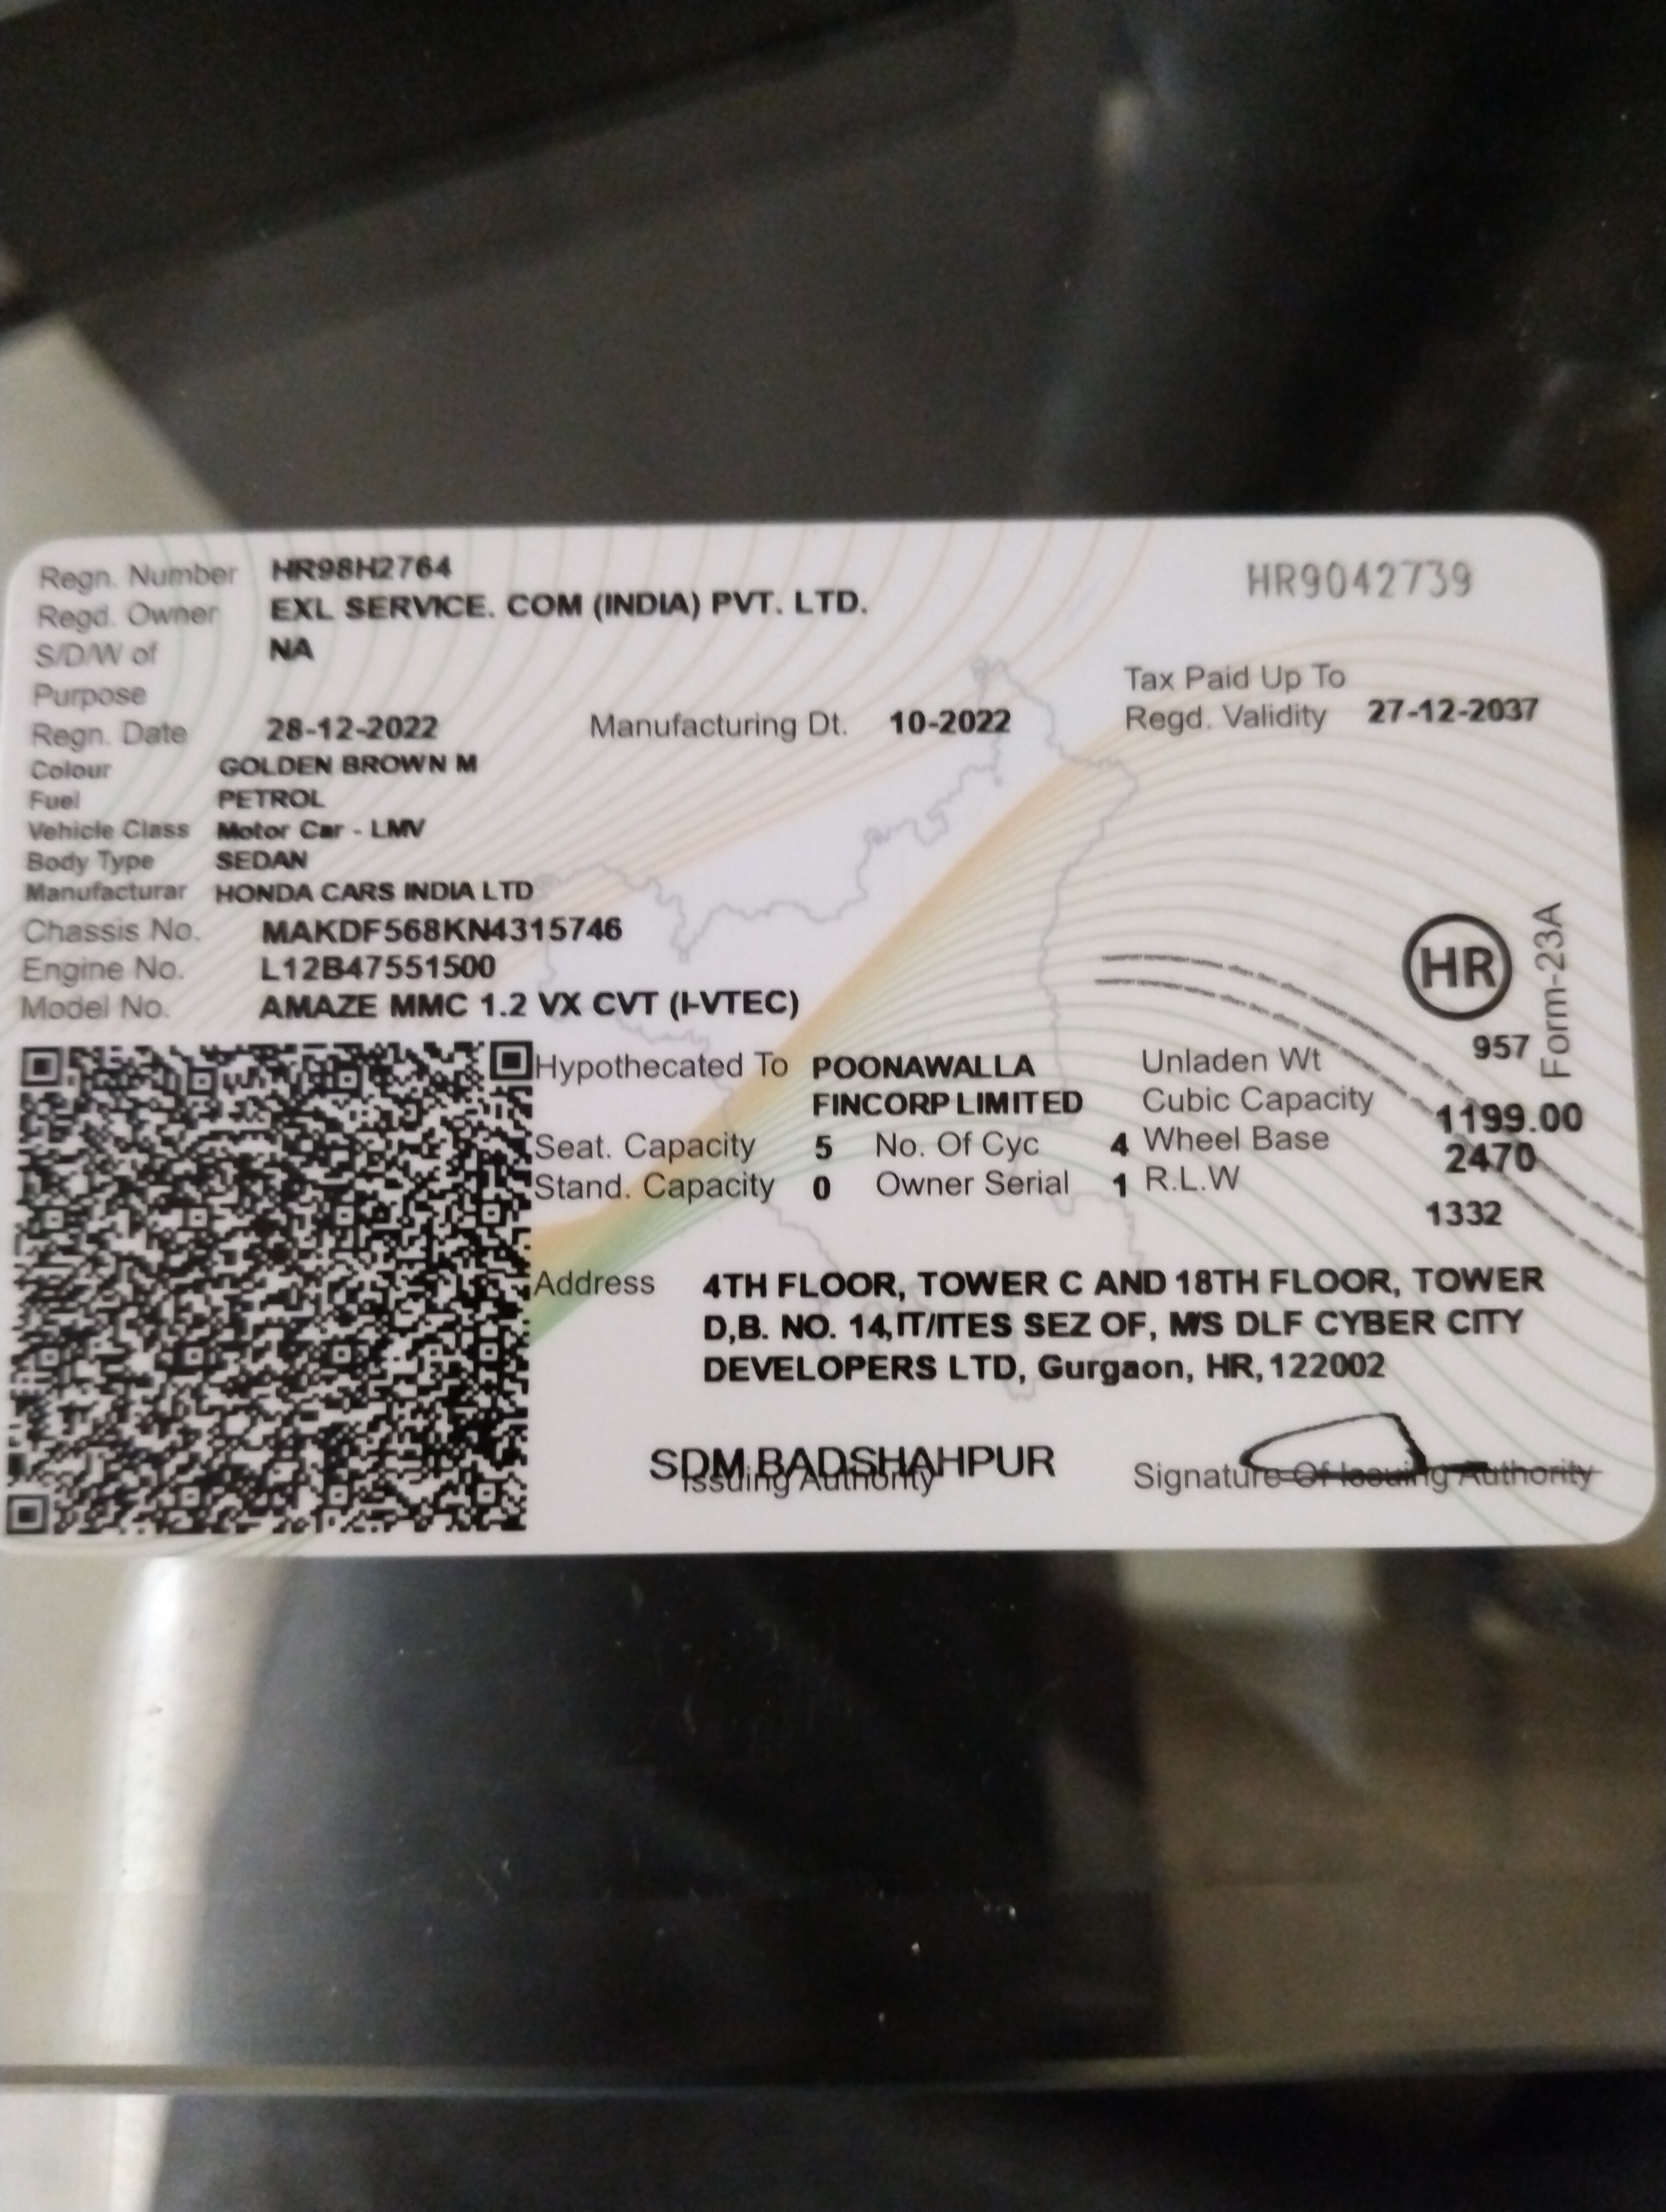 Regn. Number HR98H2764 HR9042739
Regd. Owner EXL SERVICE. COM (INDIA) PVT. LTD.
S/D/W of NA
Purpose Tax Paid Up To
Regn. Date 28-12-2022 Manufacturing Dt. 10-2022 Regd. Validity 27-12-2037
Colour GOLDEN BROWN M
Fuel PETROL
Vehicle Class Motor Car - LMV
Body Type SEDAN
Manufacturar HONDA CARS INDIA LTD
Chassis No. MAKDF568KN4315746
Engine No. L12B47551500
Model No. AMAZE MMC 1.2 VX CVT (I-VTEC)
HR
Form-23A
Hypothecated To POONAWALLA Unladen Wt 957
FINCORP LIMITED Cubic Capacity 1199.00
Seat. Capacity 5 No. Of Cyc 4 Wheel Base 2470
Stand. Capacity 0 Owner Serial 1 R.L.W 1332
Address 4TH FLOOR, TOWER C AND 18TH FLOOR, TOWER
D,B. NO. 14,IT/ITES SEZ OF, M/S DLF CYBER CITY
DEVELOPERS LTD, Gurgaon, HR, 122002
SDM BADSHAHPUR
Issuing Authority Signature Of Issuing Authority